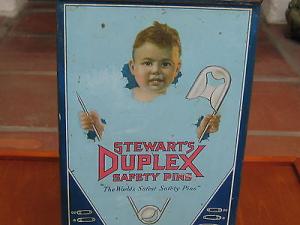 STEWART'S
DUPLEX
SAFETY PINS
"The World's Safest Safety Pins"